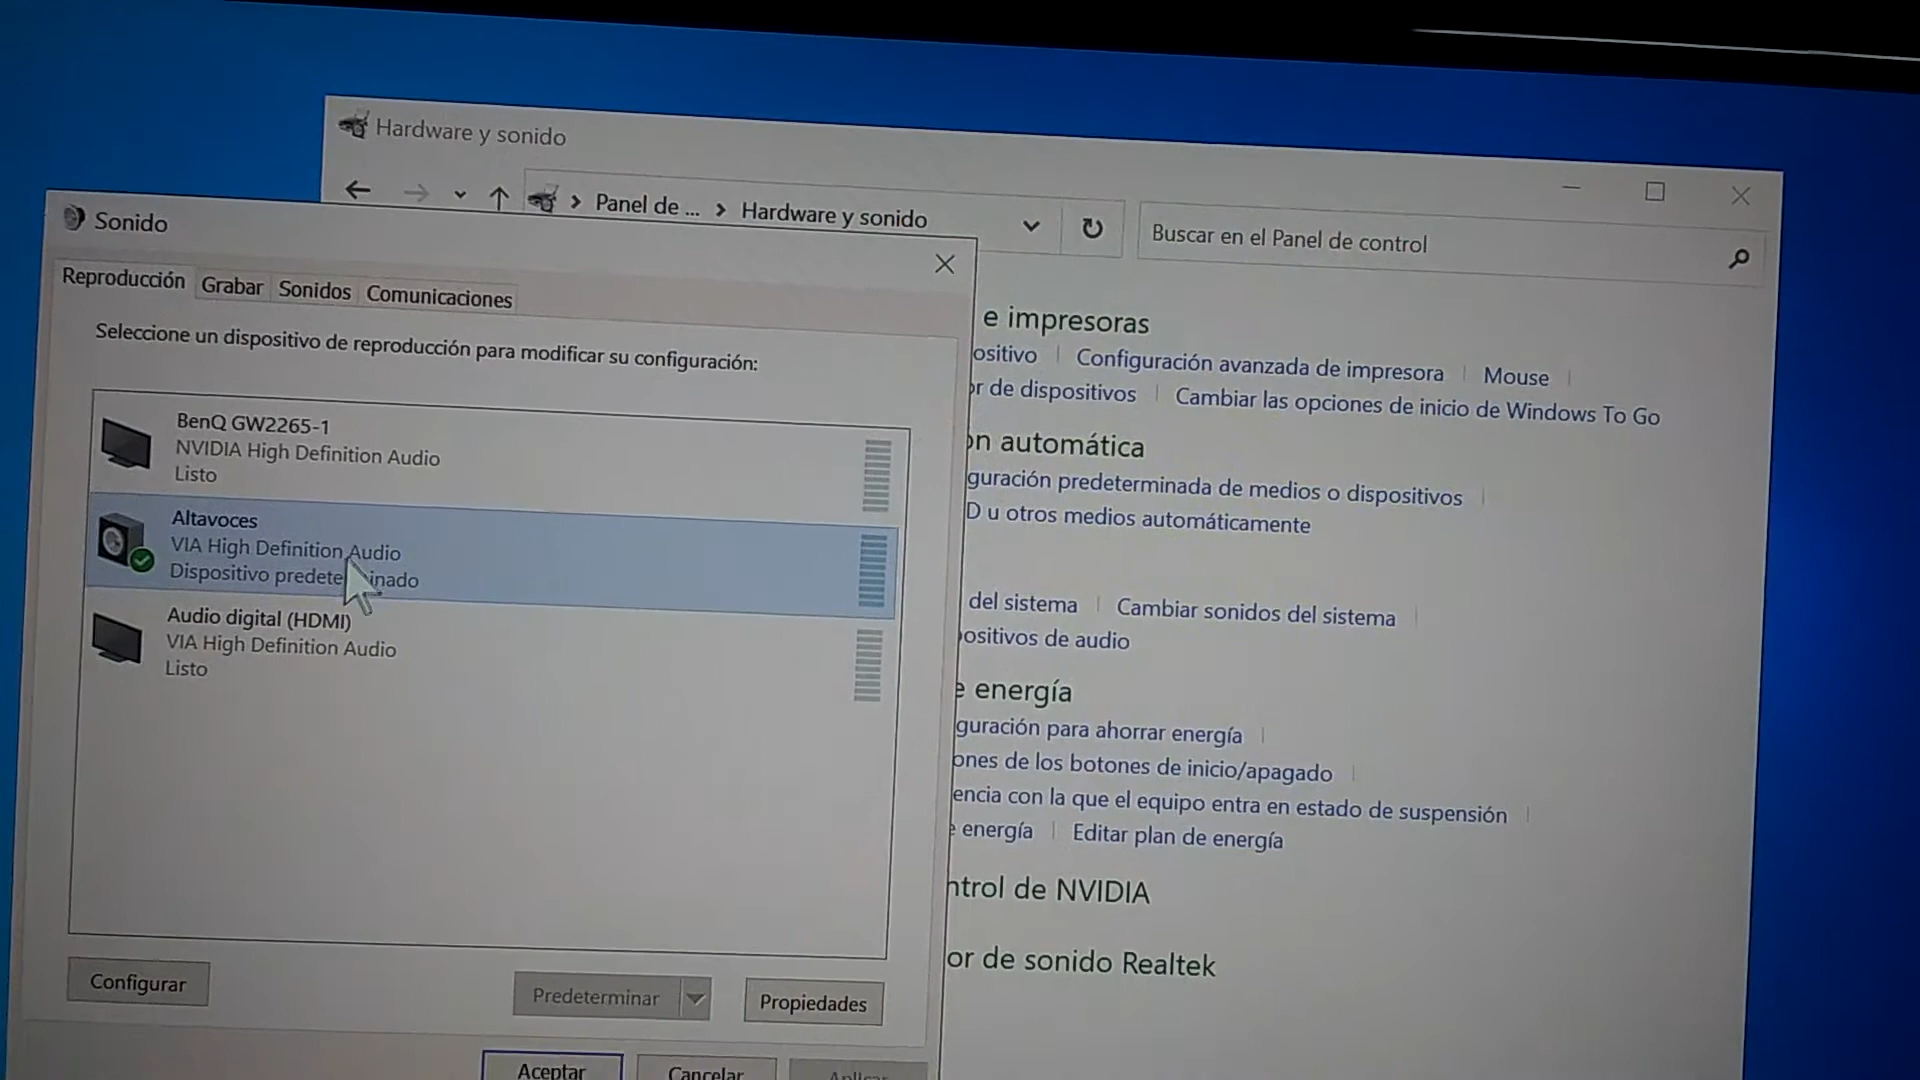 Hardware y sonido
Panel de ... > Hardware y sonido
Buscar en el Panel de control
Sonido
Reproducción
Grabar
Sonidos
Comunicaciones
Seleccione un dispositivo de reproducción para modificar su configuración:
BenQ GW2265-1
NVIDIA High Definition Audio
Listo
Altavoces
VIA High Definition Audio
Dispositivo predete inado
Audio digital (HDMI)
VIA High Definition Audio
Listo
Configurar
Predeterminar
Propiedades
Aceptar
Cancelar
e impresoras
ositivo
Configuración avanzada de impresora
Mouse
or de dispositivos
Cambiar las opciones de inicio de Windows To Go
ón automática
guración predeterminada de medios o dispositivos
D u otros medios automáticamente
del sistema
Cambiar sonidos del sistema
ositivos de audio
e energía
guración para ahorrar energía
ones de los botones de inicio/apagado
encia con la que el equipo entra en estado de suspensión
e energía
Editar plan de energía
ntrol de NVIDIA
or de sonido Realtek